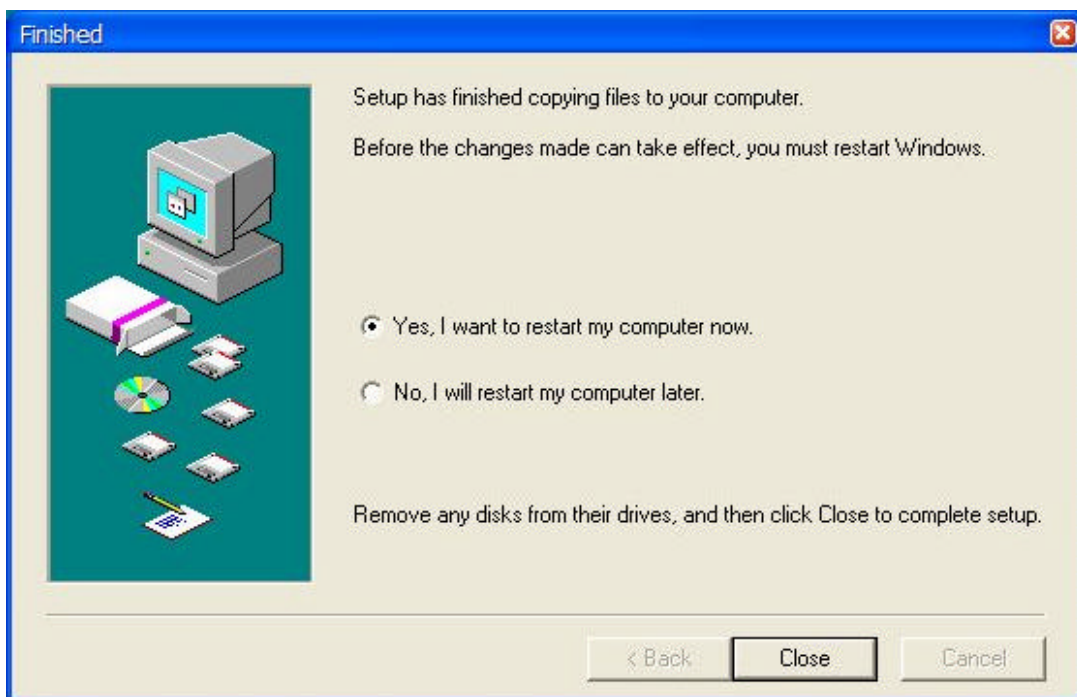 Finished
Setup has finished copying files to your computer.
Before the changes made can take effect, you must restart Windows.
Yes, I want to restart my computer now.
No, I will restart my computer later.
Remove any disks from their drives, and then click Close to complete setup.
< Back
Close
Cancel